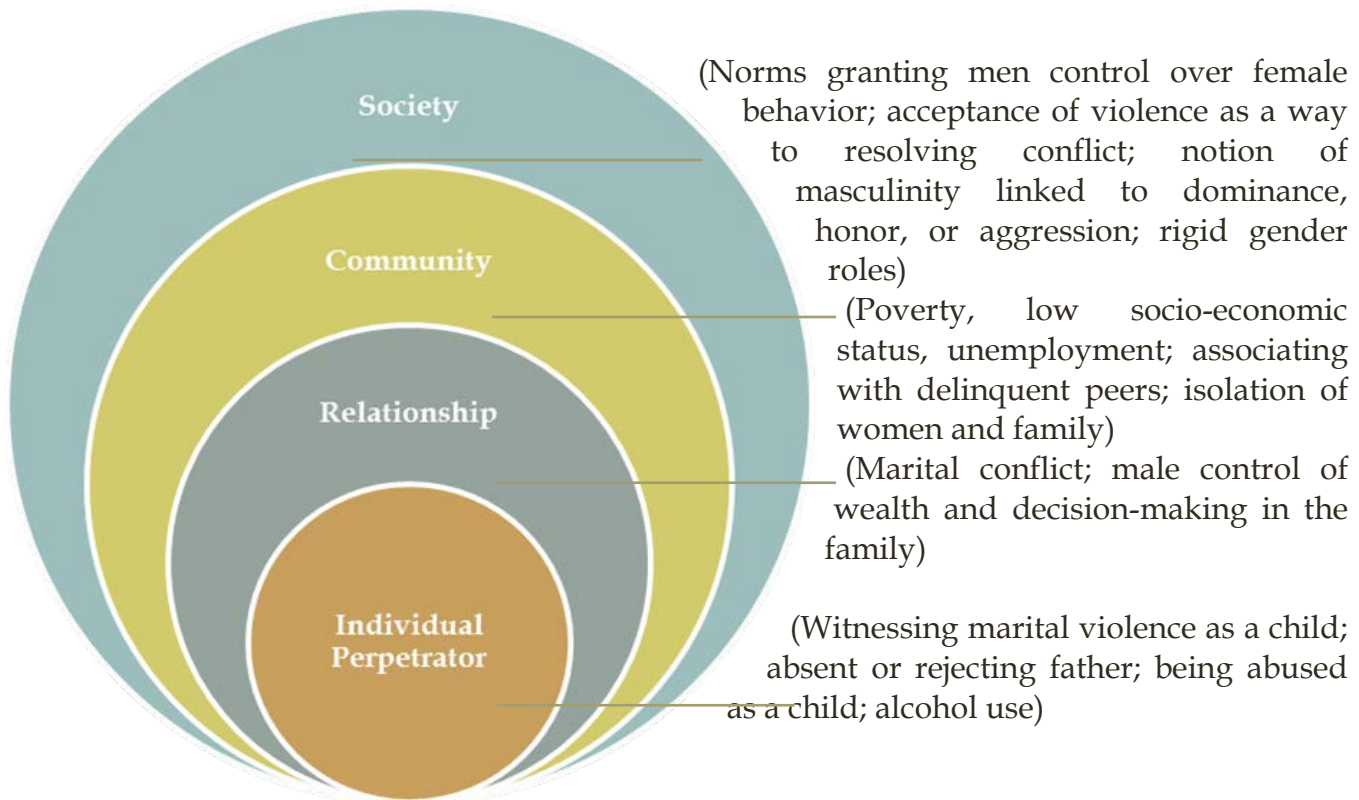 Society
(Norms granting men control over female
behavior; acceptance of violence as a way
to resolving conflict; notion of
masculinity linked to dominance,
honor, or aggression; rigid gender
roles)
Community
(Poverty, low socio-economic
status, unemployment; associating
with delinquent peers; isolation of
women and family)
Relationship
(Marital conflict; male control of
wealth and decision-making in the
family)
Individual
Perpetrator
(Witnessing marital violence as a child;
absent or rejecting father; being abused
as a child; alcohol use)